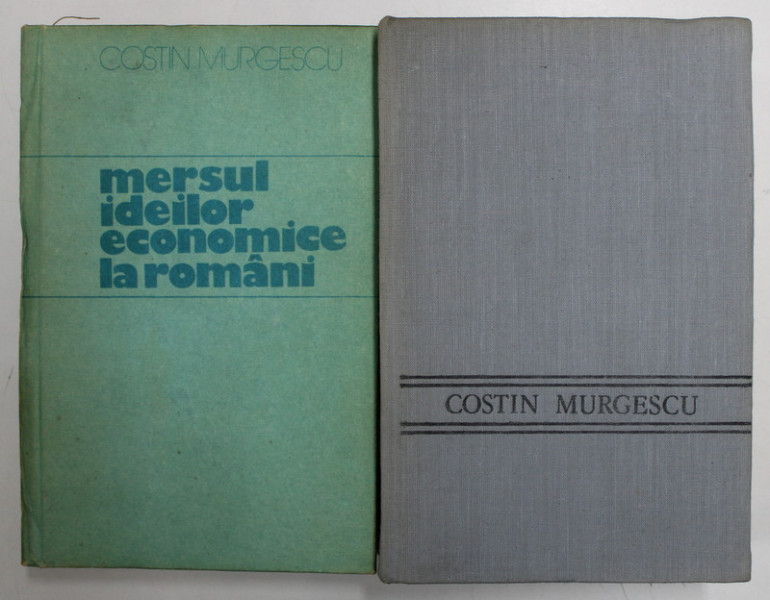 COSTIN MURGESCU
mersul
ideilor
economice
la români
COSTIN MURGESCU